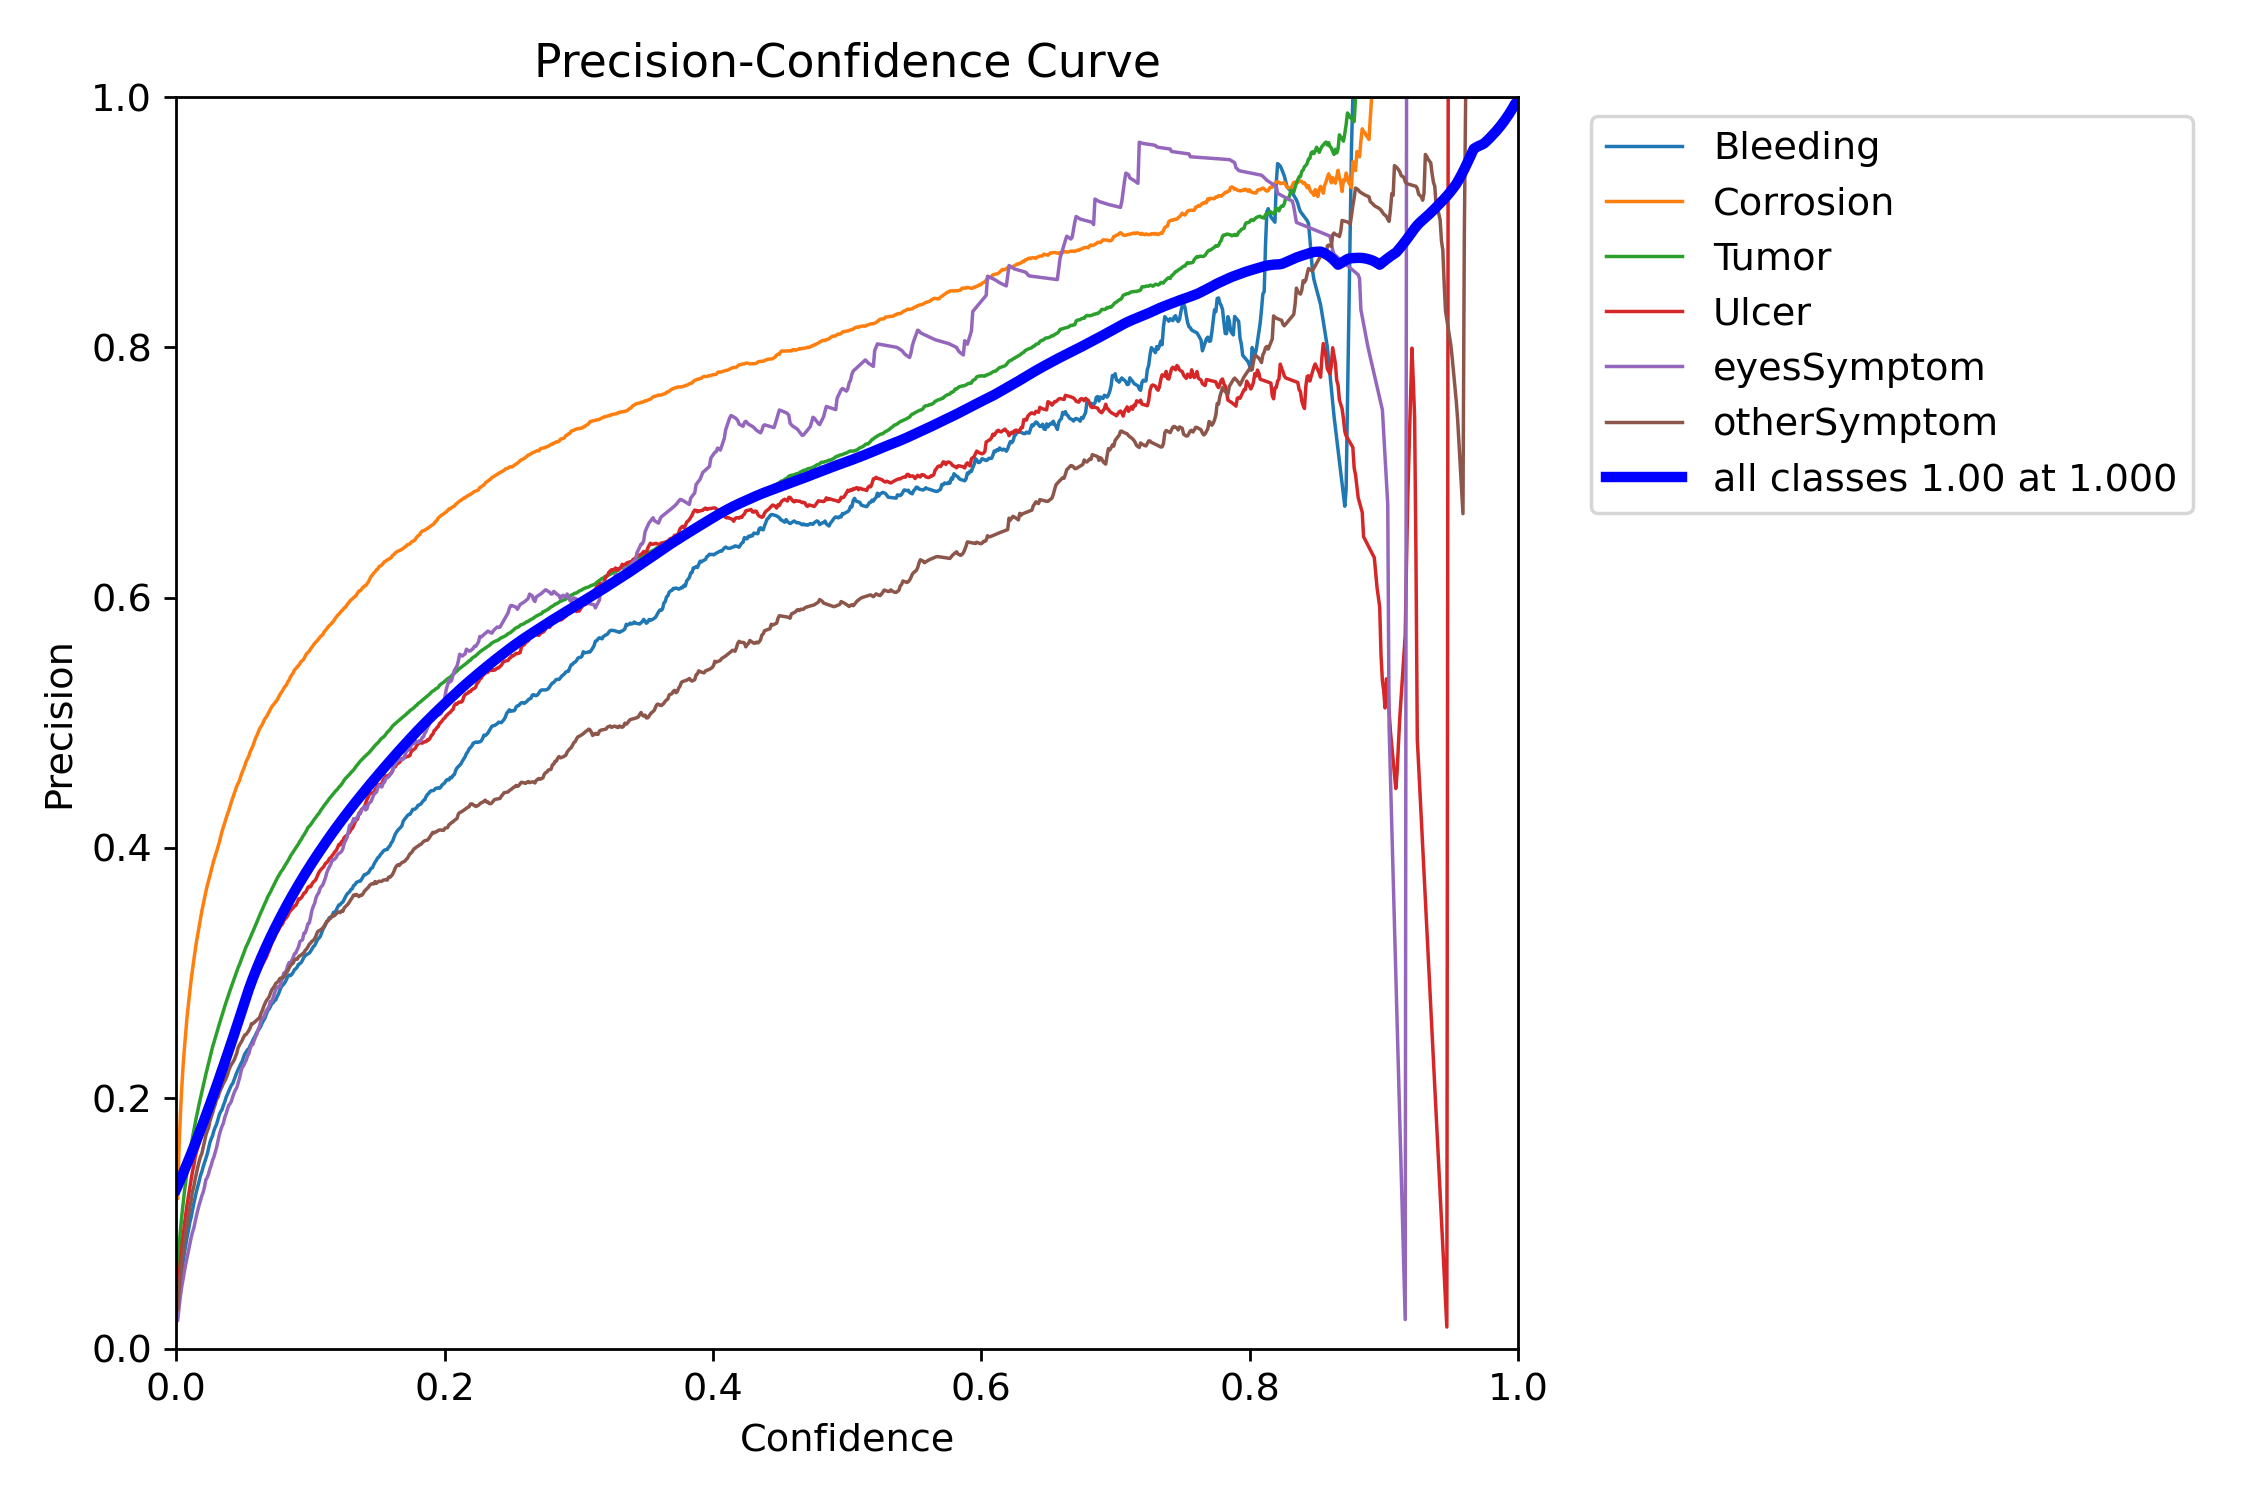 Precision-Confidence Curve
1.0
0.8
0.6
0.4
0.2
0.0
Precision
0.0 0.2 0.4 0.6 0.8 1.0
Confidence
Bleeding
Corrosion
Tumor
Ulcer
eyesSymptom
otherSymptom
all classes 1.00 at 1.000